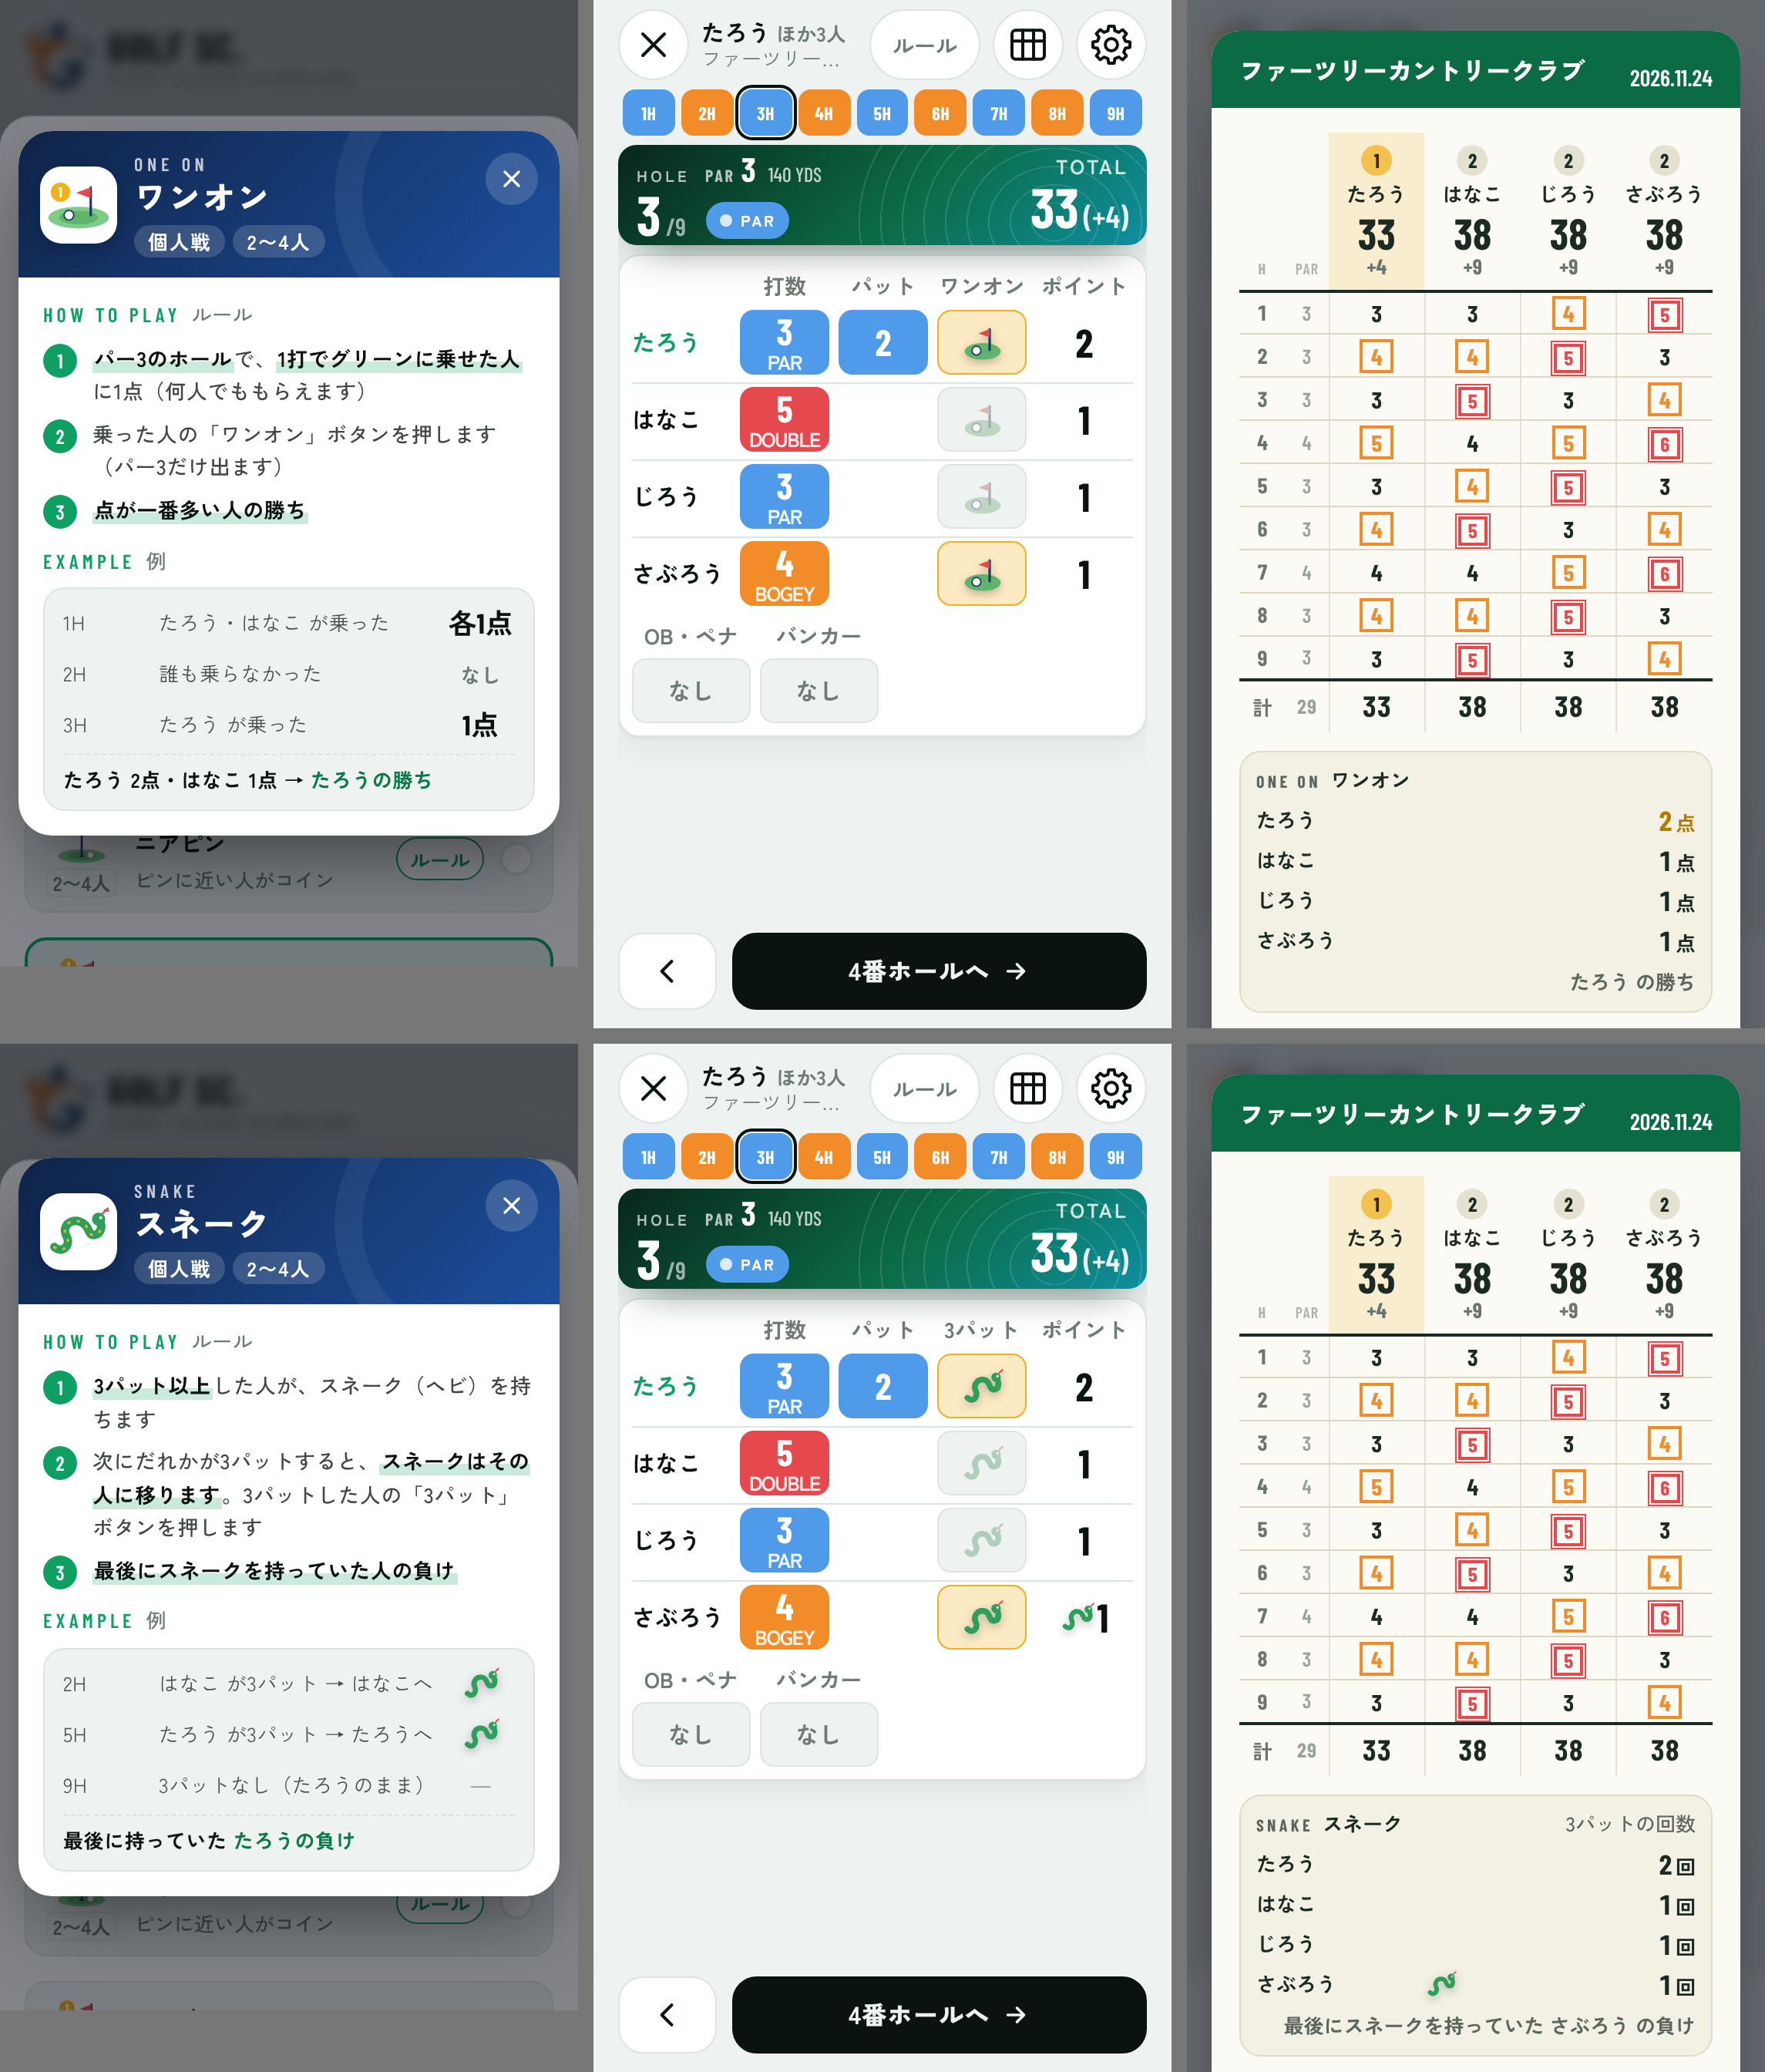 GOLF SC.
ONE ON
ワンオン
個人戦 2〜4人
HOW TO PLAY ルール
1 パー3のホールで、1打でグリーンに乗せた人
に1点（何人でももらえます）
2 乗った人の「ワンオン」ボタンを押します
（パー3だけ出ます）
3 点が一番多い人の勝ち
EXAMPLE 例
1H たろう・はなこ が乗った 各1点
2H 誰も乗らなかった なし
3H たろう が乗った 1点
たろう 2点・はなこ 1点 → たろうの勝ち
ニアピン
2〜4人 ピンに近い人がコイン ルール
たろう ほか3人
ファーツリー...
ルール
1H 2H 3H 4H 5H 6H 7H 8H 9H
HOLE PAR 3 140 YDS TOTAL
3/9 PAR 33(+4)
打数 パット ワンオン ポイント
たろう 3 PAR 2 2
はなこ 5 DOUBLE 1
じろう 3 PAR 1
さぶろう 4 BOGEY 1
OB・ペナ バンカー
なし なし
4番ホールへ →
ファーツリーカントリークラブ 2026.11.24
1 2 2 2
たろう はなこ じろう さぶろう
33 38 38 38
H PAR +4 +9 +9 +9
1 3 3 3 4 5
2 3 4 4 5 3
3 3 3 5 3 4
4 4 5 4 5 6
5 3 3 4 5 3
6 3 4 5 3 4
7 4 4 4 5 6
8 3 4 4 5 3
9 3 3 5 3 4
計 29 33 38 38 38
ONE ON ワンオン
たろう 2点
はなこ 1点
じろう 1点
さぶろう 1点
たろう の勝ち
GOLF SC.
SNAKE
スネーク
個人戦 2〜4人
HOW TO PLAY ルール
1 3パット以上した人が、スネーク（ヘビ）を持
ちます
2 次にだれかが3パットすると、スネークはその
人に移ります。3パットした人の「3パット」
ボタンを押します
3 最後にスネークを持っていた人の負け
EXAMPLE 例
2H はなこ が3パット → はなこへ
5H たろう が3パット → たろうへ
9H 3パットなし（たろうのまま） —
最後に持っていた たろうの負け
2〜4人 ピンに近い人がコイン ルール
たろう ほか3人
ファーツリー...
ルール
1H 2H 3H 4H 5H 6H 7H 8H 9H
HOLE PAR 3 140 YDS TOTAL
3/9 PAR 33(+4)
打数 パット 3パット ポイント
たろう 3 PAR 2 2
はなこ 5 DOUBLE 1
じろう 3 PAR 1
さぶろう 4 BOGEY 1
OB・ペナ バンカー
なし なし
4番ホールへ →
ファーツリーカントリークラブ 2026.11.24
1 2 2 2
たろう はなこ じろう さぶろう
33 38 38 38
H PAR +4 +9 +9 +9
1 3 3 3 4 5
2 3 4 4 5 3
3 3 3 5 3 4
4 4 5 4 5 6
5 3 3 4 5 3
6 3 4 5 3 4
7 4 4 4 5 6
8 3 4 4 5 3
9 3 3 5 3 4
計 29 33 38 38 38
SNAKE スネーク 3パットの回数
たろう 2回
はなこ 1回
じろう 1回
さぶろう 1回
最後にスネークを持っていた さぶろう の負け